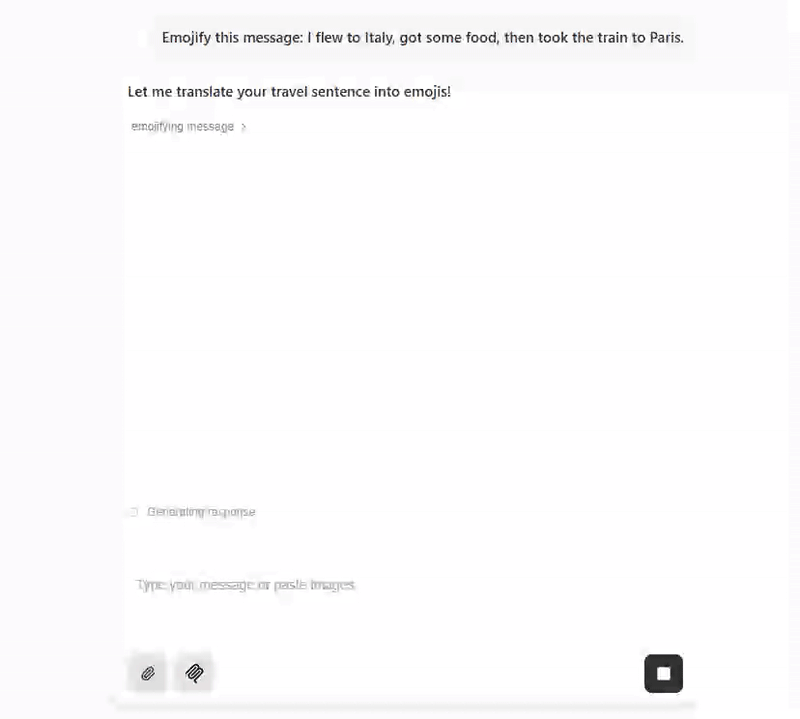 Emojify this message: I flew to Italy, got some food, then took the train to Paris.
Let me translate your travel sentence into emojis!
emojifying message
Generating response
Type your message or paste images